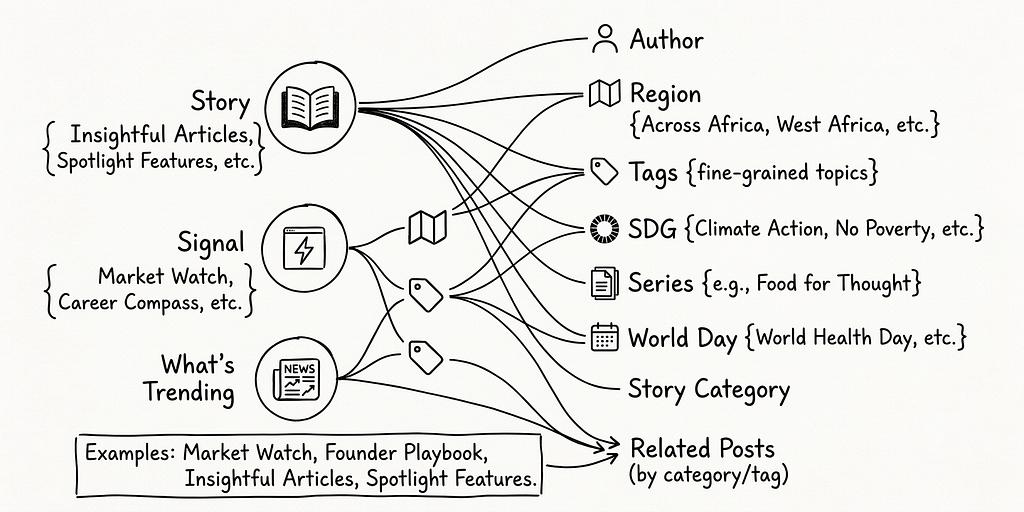 Story
{ Insightful Articles,
Spotlight Features, etc. }
Signal
{ Market Watch,
Career Compass, etc. }
What's
Trending
NEWS
Examples: Market Watch, Founder Playbook,
Insightful Articles, Spotlight Features.
Author
Region
{Across Africa, West Africa, etc.}
Tags {fine-grained topics}
SDG {Climate Action, No Poverty, etc.}
Series {e.g., Food for Thought}
World Day {World Health Day, etc.}
Story Category
Related Posts
(by category/tag)